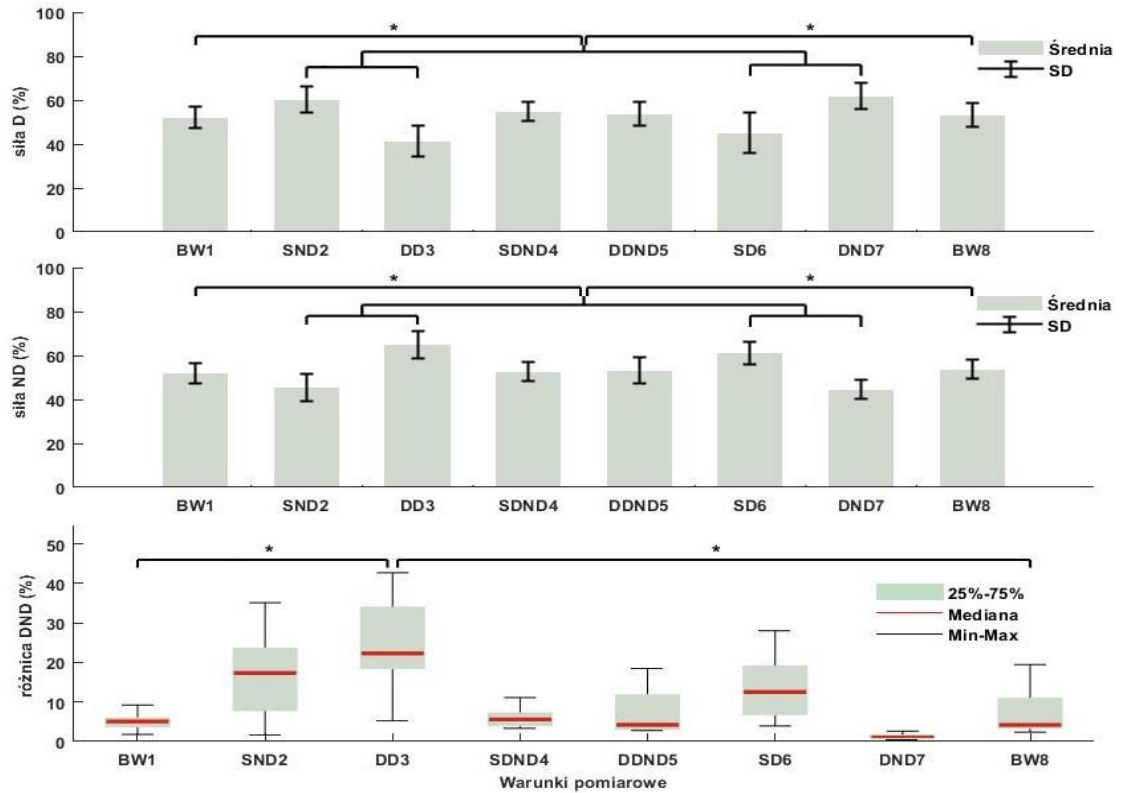 100
*
*
Średnia
SD
80
60
40
20
0
siła D (%)
BW1 SND2 DD3 SDND4 DDND5 SD6 DND7 BW8
100
*
*
Średnia
SD
80
60
40
20
0
siła ND (%)
BW1 SND2 DD3 SDND4 DDND5 SD6 DND7 BW8
50
*
*
40
25%-75%
Mediana
Min-Max
30
20
10
0
różnica DND (%)
BW1 SND2 DD3 SDND4 DDND5 SD6 DND7 BW8
Warunki pomiarowe